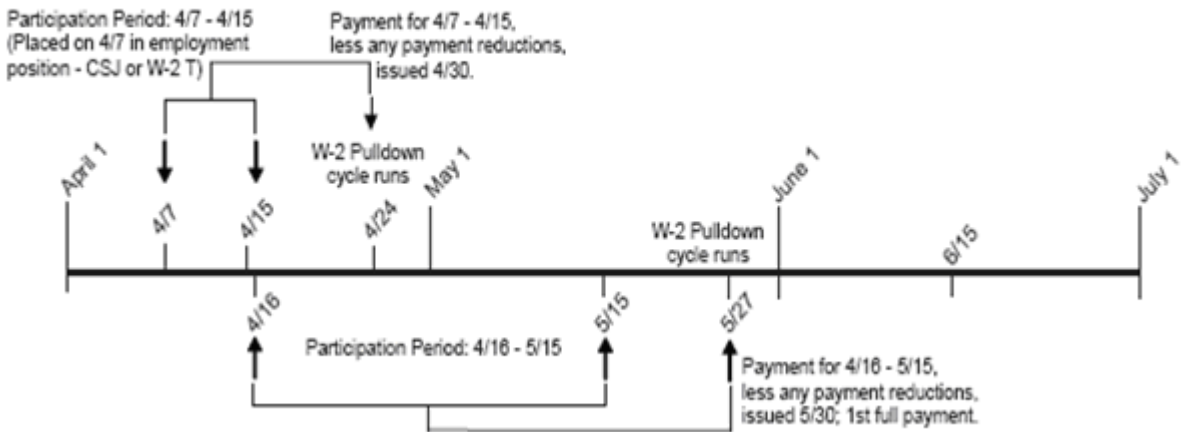 Participation Period: 4/7 - 4/15
(Placed on 4/7 in employment
position - CSJ or W-2 T)
Payment for 4/7 - 4/15,
less any payment reductions,
issued 4/30.
W-2 Pulldown
cycle runs
April 1
4/7
4/15
4/24
May 1
W-2 Pulldown
cycle runs
June 1
6/15
July 1
4/16
5/15
5/27
Participation Period: 4/16 - 5/15
Payment for 4/16 - 5/15,
less any payment reductions,
issued 5/30; 1st full payment.